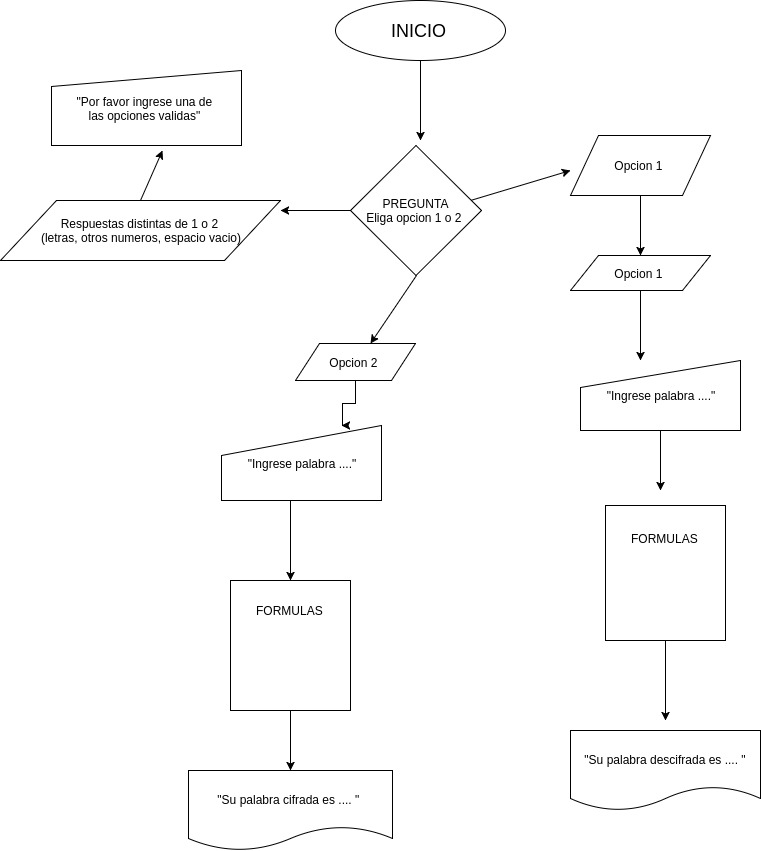 INICIO
"Por favor ingrese una de
las opciones validas"
PREGUNTA
Eliga opcion 1 o 2
Opcion 1
Respuestas distintas de 1 o 2
(letras, otros numeros, espacio vacio)
Opcion 1
Opcion 2
"Ingrese palabra ...."
"Ingrese palabra ...."
FORMULAS
FORMULAS
"Su palabra descifrada es .... "
"Su palabra cifrada es .... "